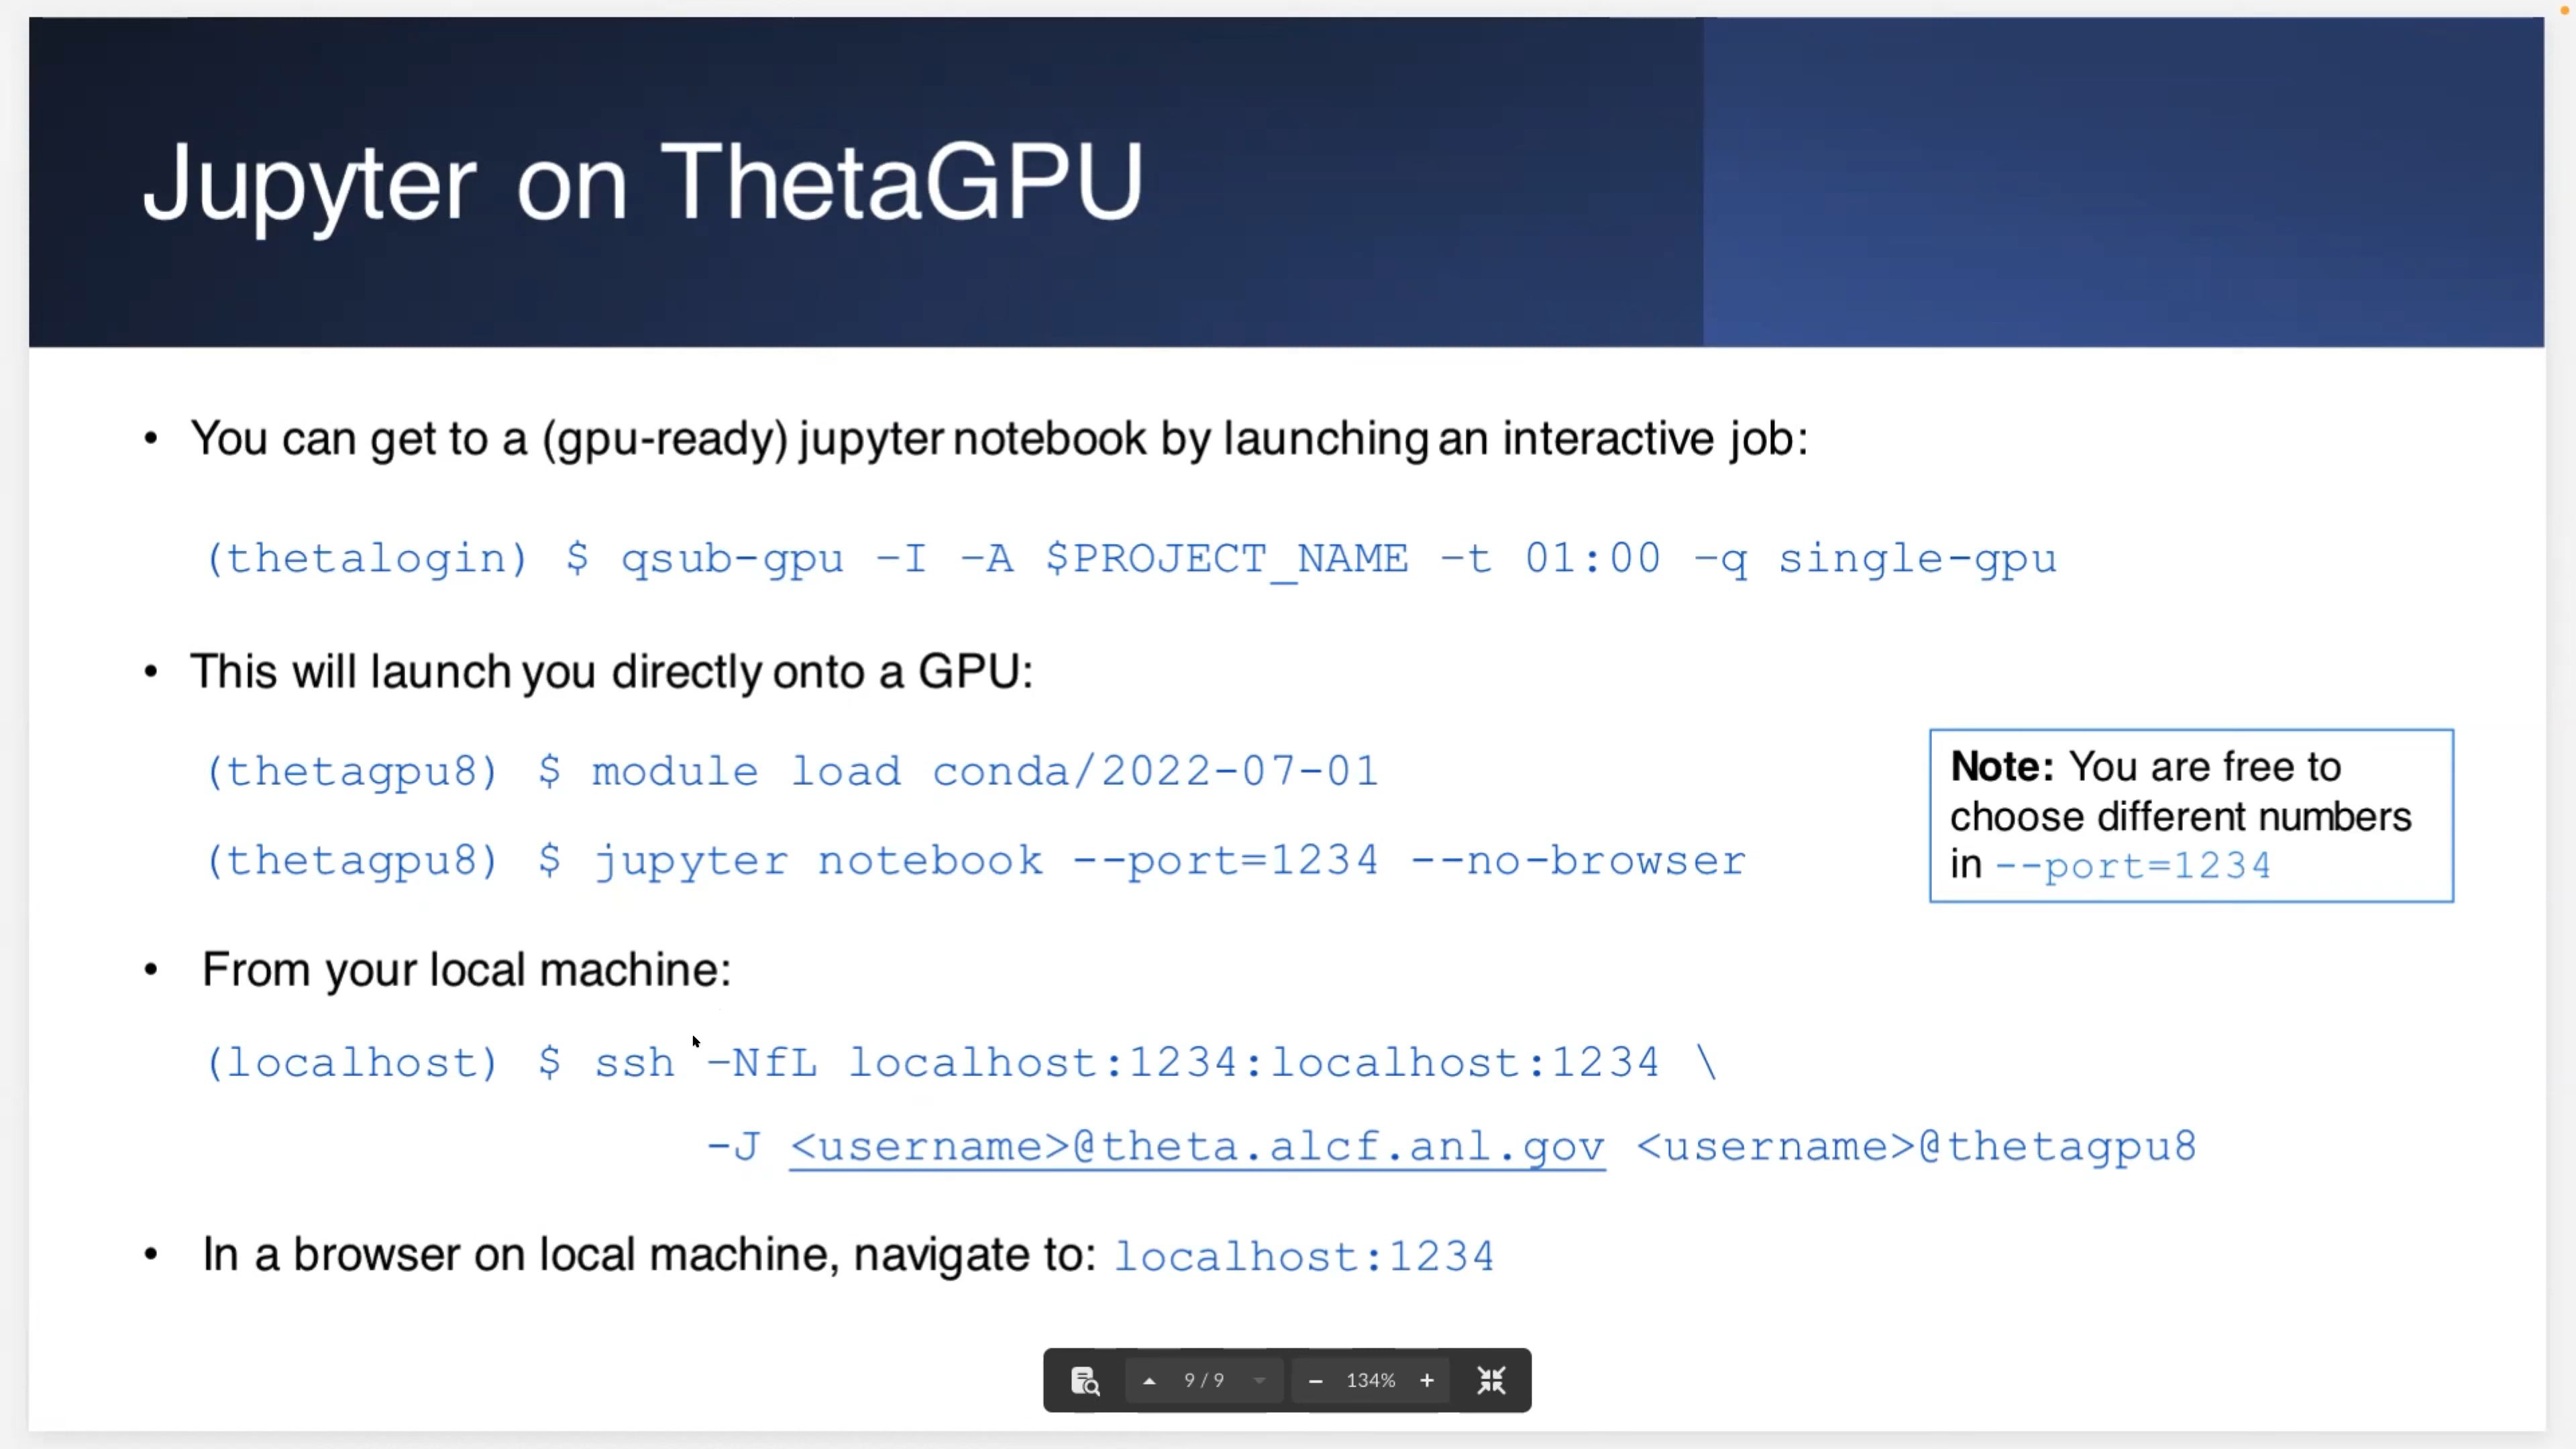 Jupyter on ThetaGPU
• You can get to a (gpu-ready) jupyter notebook by launching an interactive job:
(thetalogin) $ qsub-gpu –I –A $PROJECT_NAME –t 01:00 –q single-gpu
• This will launch you directly onto a GPU:
(thetagpu8) $ module load conda/2022-07-01
(thetagpu8) $ jupyter notebook --port=1234 --no-browser
Note: You are free to
choose different numbers
in --port=1234
• From your local machine:
(localhost) $ ssh –NfL localhost:1234:localhost:1234 \
-J <username>@theta.alcf.anl.gov <username>@thetagpu8
• In a browser on local machine, navigate to: localhost:1234
9 / 9
134%